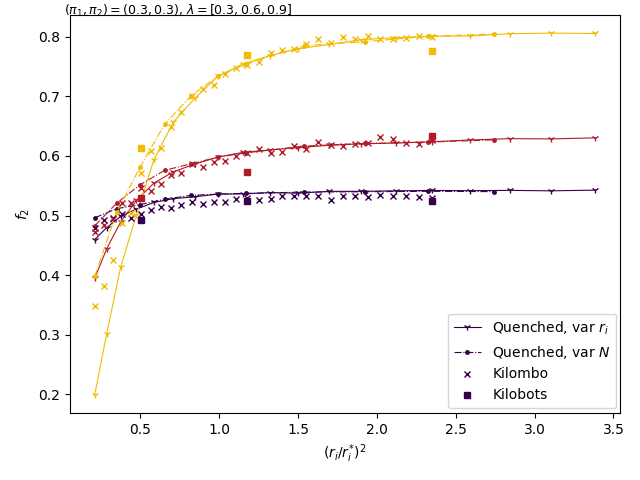 (π₁, π₂) = (0.3, 0.3), λ = [0.3, 0.6, 0.9]
0.8
0.7
0.6
0.5
0.4
0.3
0.2
f₂
Quenched, var rᵢ
Quenched, var N
Kilombo
Kilobots
0.5 1.0 1.5 2.0 2.5 3.0 3.5
(rᵢ/rᵢ*)²